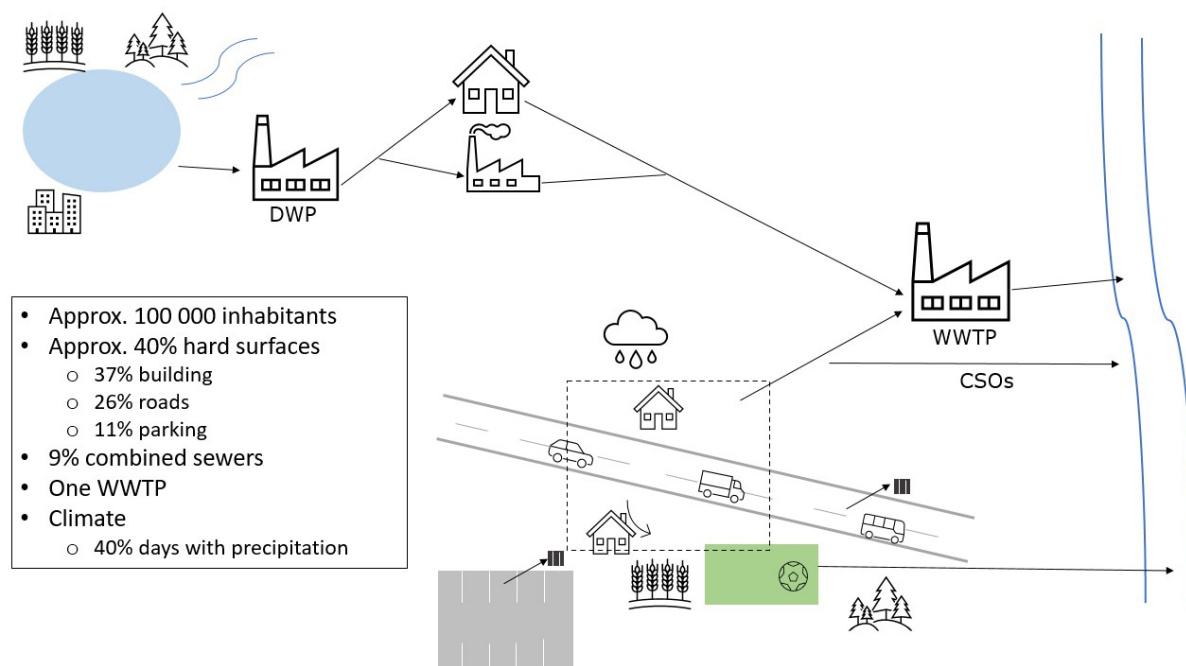 DWP
WWTP
CSOs
• Approx. 100 000 inhabitants
• Approx. 40% hard surfaces
o 37% building
o 26% roads
o 11% parking
• 9% combined sewers
• One WWTP
• Climate
o 40% days with precipitation